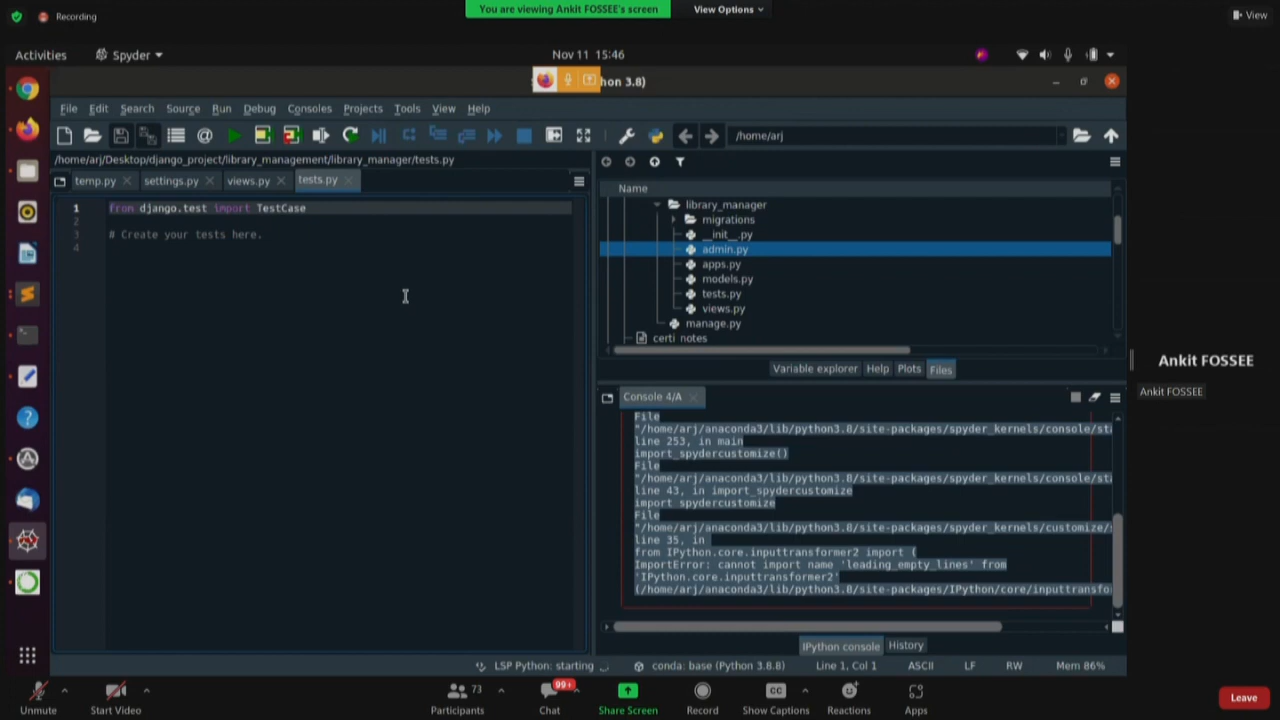 Recording
You are viewing Ankit FOSSEE's screen
View Options
View
Activities
Spyder
Nov 11 15:46
hon 3.8)
File Edit Search Source Run Debug Consoles Projects Tools View Help
/home/arj
/home/arj/Desktop/django_project/library_management/library_manager/tests.py
temp.py
settings.py
views.py
tests.py
1 from django.test import TestCase
2
3 # Create your tests here.
4
Name
library_manager
migrations
__init__.py
admin.py
apps.py
models.py
tests.py
views.py
manage.py
certi notes
Variable explorer Help Plots Files
Console 4/A
File
"/home/arj/anaconda3/lib/python3.8/site-packages/spyder_kernels/console/sta
line 253, in main
import_spydercustomize()
File
"/home/arj/anaconda3/lib/python3.8/site-packages/spyder_kernels/console/sta
line 43, in import_spydercustomize
import spydercustomize
File
"/home/arj/anaconda3/lib/python3.8/site-packages/spyder_kernels/customize/s
line 35, in
from IPython.core.inputtransformer2 import (
ImportError: cannot import name 'leading_empty_lines' from
'IPython.core.inputtransformer2'
(/home/arj/anaconda3/lib/python3.8/site-packages/IPython/core/inputtransfo
IPython console History
LSP Python: starting
conda: base (Python 3.8.8)
Line 1, Col 1
ASCII
LF
RW
Mem 86%
Ankit FOSSEE
Ankit FOSSEE
Unmute
Start Video
73
Participants
99+
Chat
Share Screen
Record
CC
Show Captions
Reactions
Apps
Leave